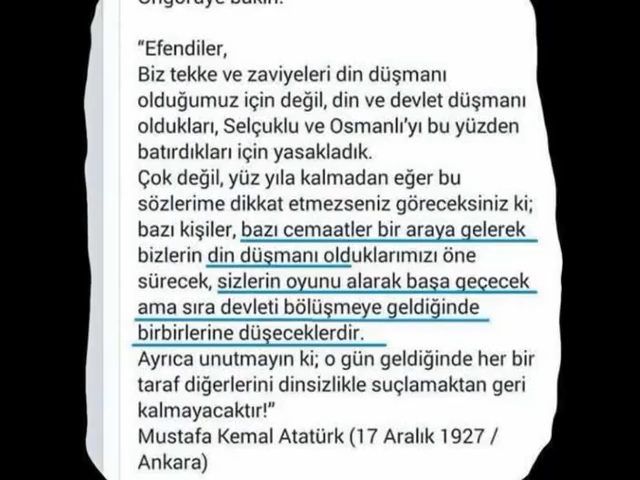 Öngörüye bakın:
“Efendiler,
Biz tekke ve zaviyeleri din düşmanı
olduğumuz için değil, din ve devlet düşmanı
oldukları, Selçuklu ve Osmanlı’yı bu yüzden
batırdıkları için yasakladık.
Çok değil, yüz yıla kalmadan eğer bu
sözlerime dikkat etmezseniz göreceksiniz ki;
bazı kişiler, bazı cemaatler bir araya gelerek
bizlerin din düşmanı olduklarımızı öne
sürecek, sizlerin oyunu alarak başa geçecek
ama sıra devleti bölüşmeye geldiğinde
birbirlerine düşeceklerdir.
Ayrıca unutmayın ki; o gün geldiğinde her bir
taraf diğerlerini dinsizlikle suçlamaktan geri
kalmayacaktır!”
Mustafa Kemal Atatürk (17 Aralık 1927 /
Ankara)